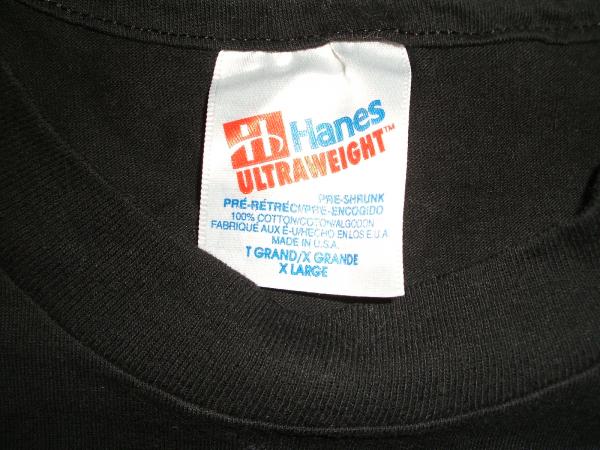 Hanes
ULTRAWEIGHT™
PRE-SHRUNK
PRÉ-RÉTRÉCI/PRE-ENCOGIDO
100% COTTON/COTON/ALGODON
FABRIQUE AUX É-U/HECHO EN LOS E.U.A.
MADE IN U.S.A.
T GRAND/X GRANDE
X LARGE